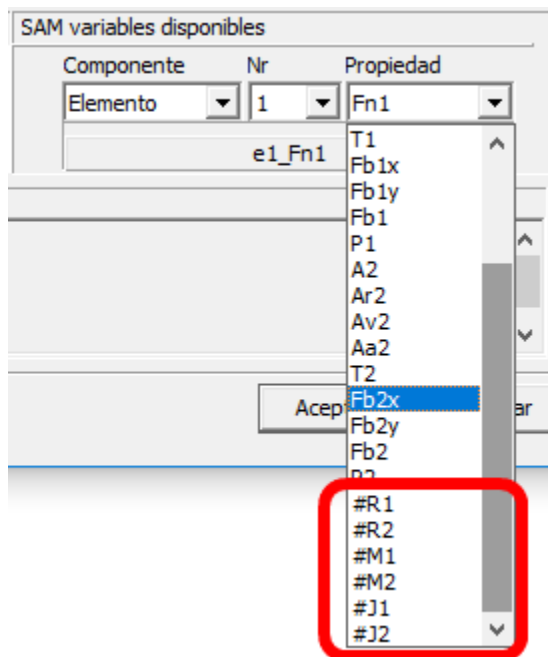 SAM variables disponibles
Componente Nr Propiedad
Elemento 1 Fn1
e1_Fn1
T1
Fb1x
Fb1y
Fb1
P1
A2
Ar2
Av2
Aa2
T2
Fb2x
Acep ar
Fb2y
Fb2
P2
#R1
#R2
#M1
#M2
#J1
#J2